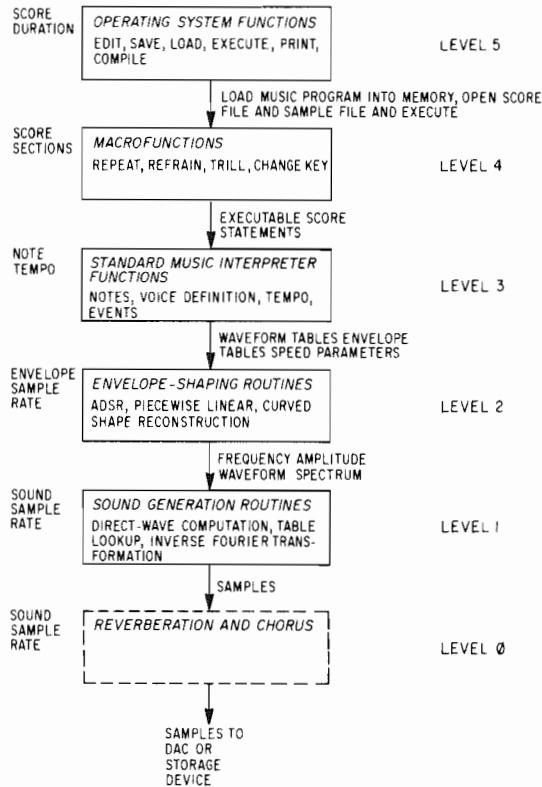 SCORE
DURATION
OPERATING SYSTEM FUNCTIONS
EDIT, SAVE, LOAD, EXECUTE, PRINT,
COMPILE
LEVEL 5
LOAD MUSIC PROGRAM INTO MEMORY, OPEN SCORE
FILE AND SAMPLE FILE AND EXECUTE
SCORE
SECTIONS
MACROFUNCTIONS
REPEAT, REFRAIN, TRILL, CHANGE KEY
LEVEL 4
EXECUTABLE SCORE
STATEMENTS
NOTE
TEMPO
STANDARD MUSIC INTERPRETER
FUNCTIONS
NOTES, VOICE DEFINITION, TEMPO,
EVENTS
LEVEL 3
WAVEFORM TABLES ENVELOPE
TABLES SPEED PARAMETERS
ENVELOPE
SAMPLE
RATE
ENVELOPE-SHAPING ROUTINES
ADSR, PIECEWISE LINEAR, CURVED
SHAPE RECONSTRUCTION
LEVEL 2
FREQUENCY AMPLITUDE
WAVEFORM SPECTRUM
SOUND
SAMPLE
RATE
SOUND GENERATION ROUTINES
DIRECT-WAVE COMPUTATION, TABLE
LOOKUP, INVERSE FOURIER TRANS-
FORMATION
LEVEL 1
SAMPLES
SOUND
SAMPLE
RATE
REVERBERATION AND CHORUS
LEVEL Ø
SAMPLES TO
DAC OR
STORAGE
DEVICE